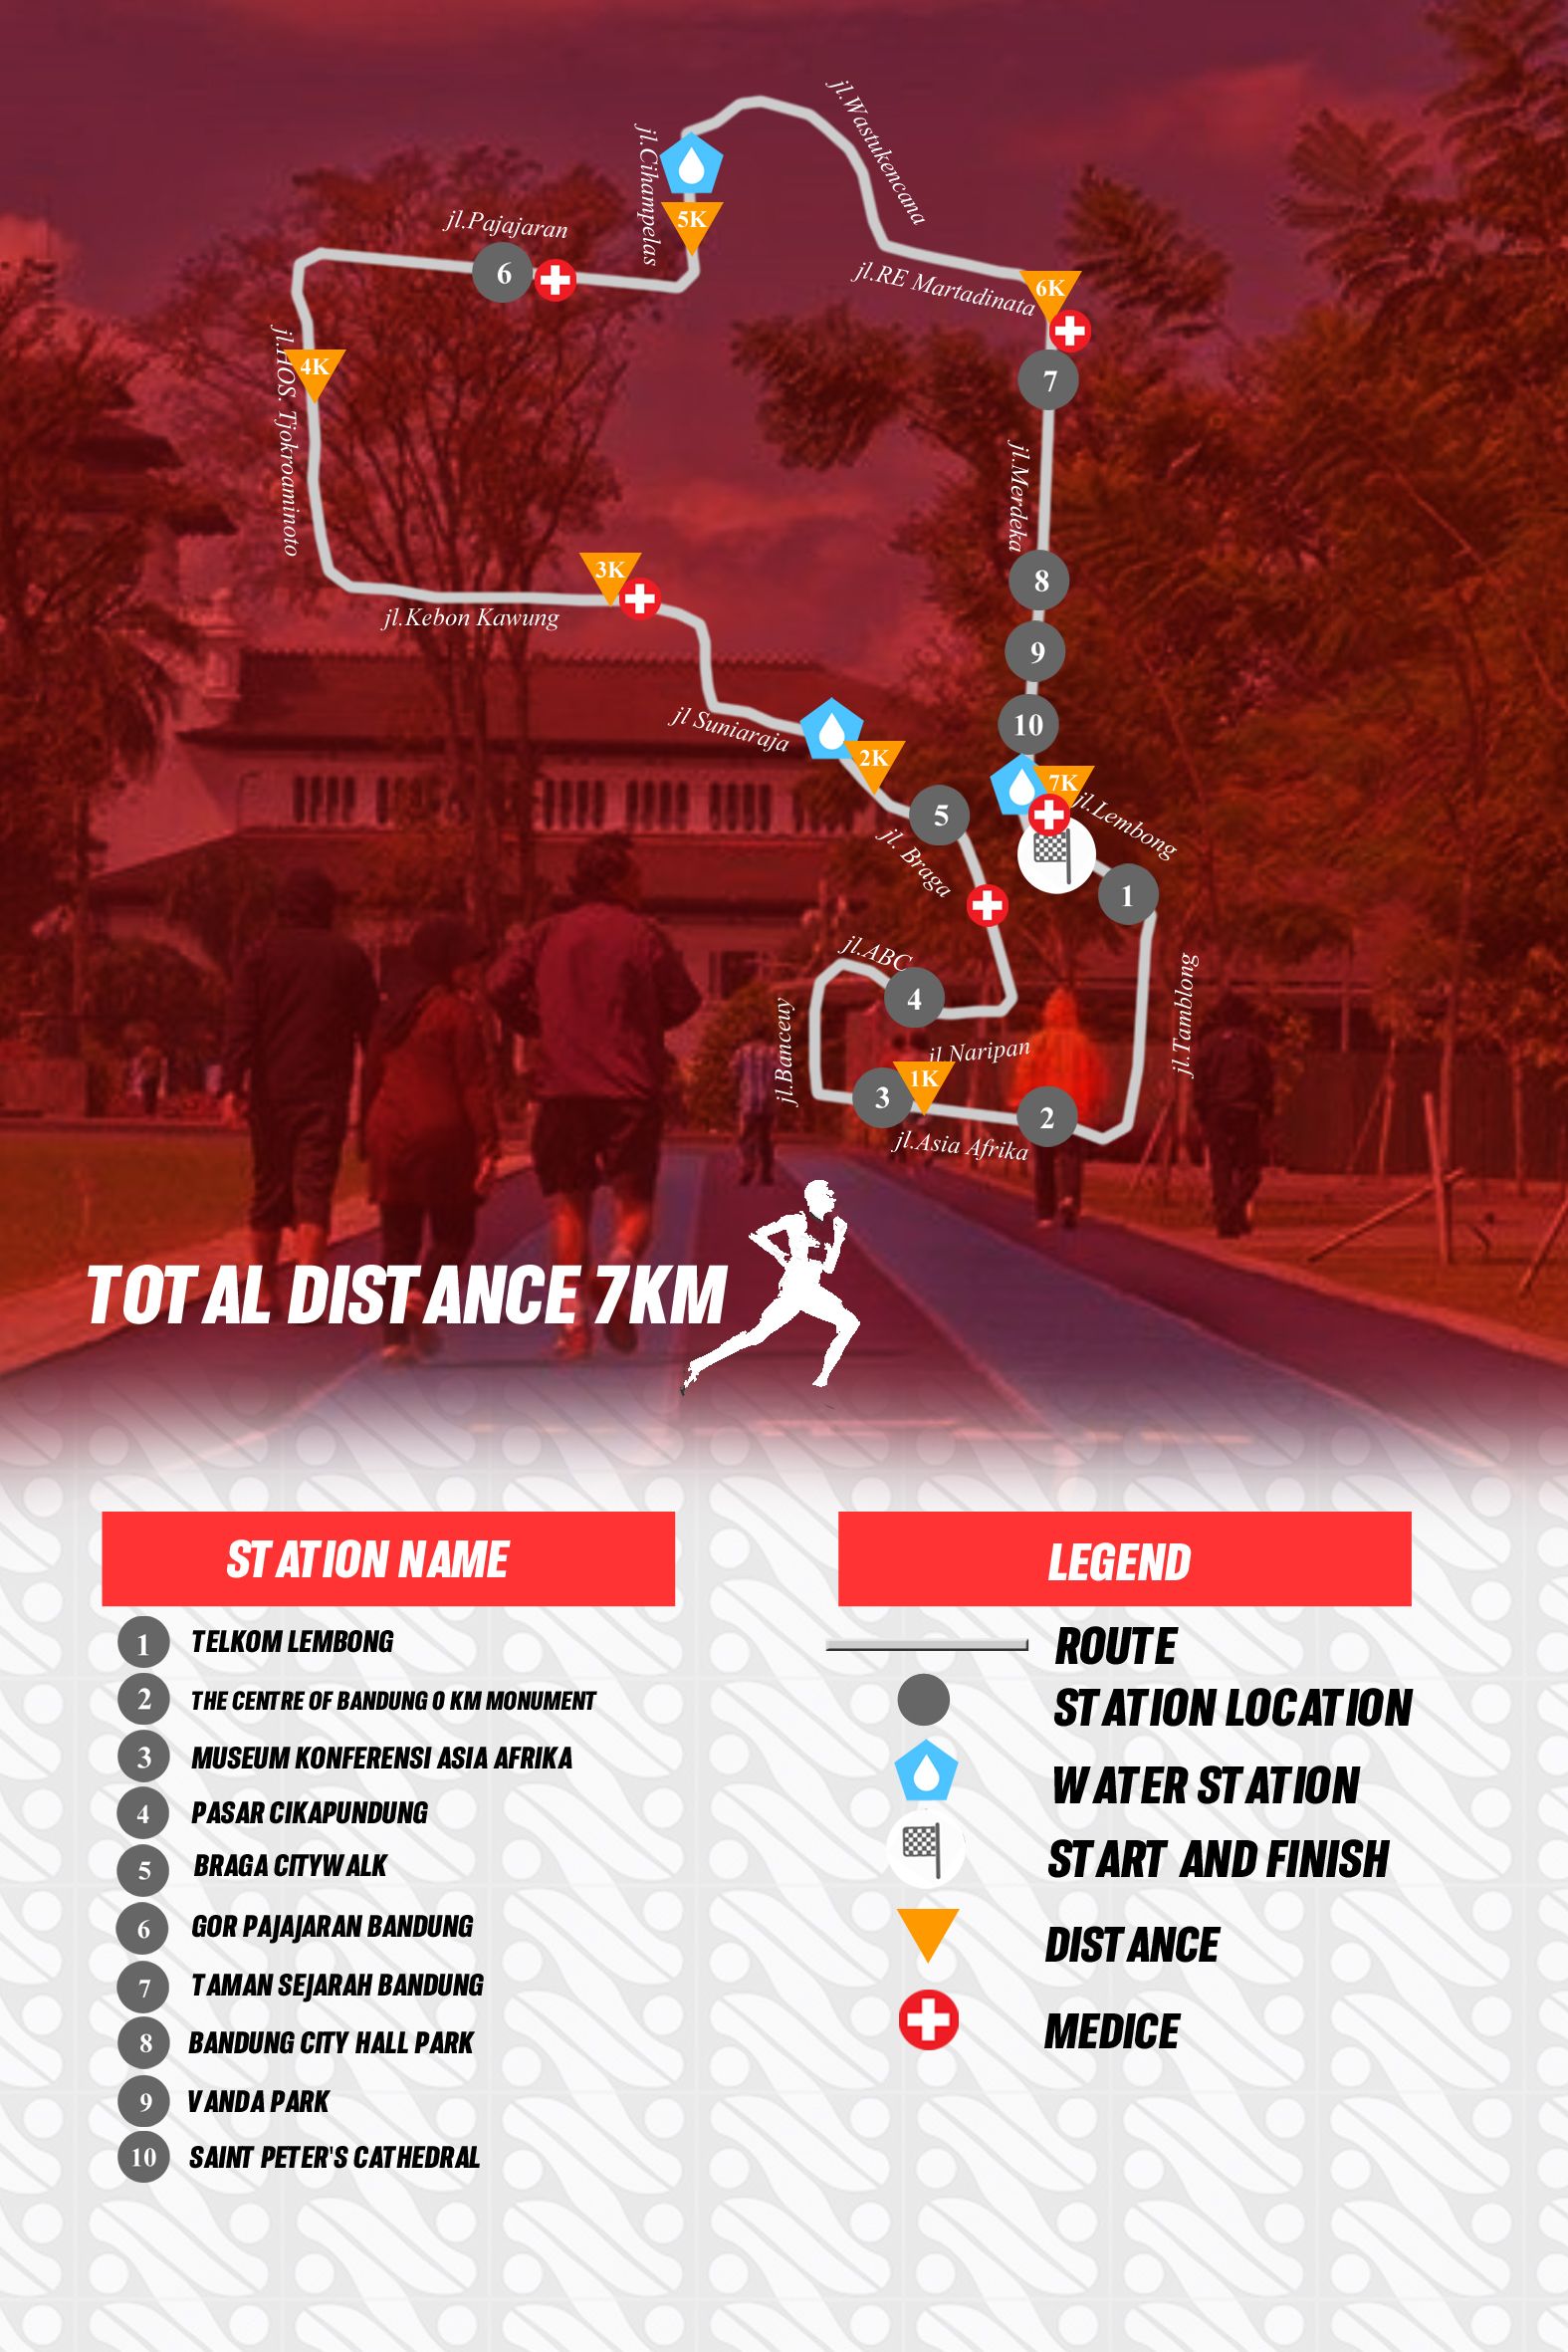 jl.Wastukencana
jl.Cihampelas
5K
jl.Pajajaran
6
jl.RE Martadinata
6K
7
jl.HOS. Tjokroaminoto
4K
jl.Merdeka
3K
8
jl.Kebon Kawung
9
jl Suniaraja
10
2K
7K
jl.Lembong
5
jl. Braga
1
jl.ABC
4
jl.Tamblong
jl.Banceuy
jl Naripan
3
1K
2
jl.Asia Afrika
TOTAL DISTANCE 7KM
STATION NAME
1 TELKOM LEMBONG
2 THE CENTRE OF BANDUNG 0 KM MONUMENT
3 MUSEUM KONFERENSI ASIA AFRIKA
4 PASAR CIKAPUNDUNG
5 BRAGA CITYWALK
6 GOR PAJAJARAN BANDUNG
7 TAMAN SEJARAH BANDUNG
8 BANDUNG CITY HALL PARK
9 VANDA PARK
10 SAINT PETER'S CATHEDRAL
LEGEND
ROUTE
STATION LOCATION
WATER STATION
START AND FINISH
DISTANCE
MEDICE